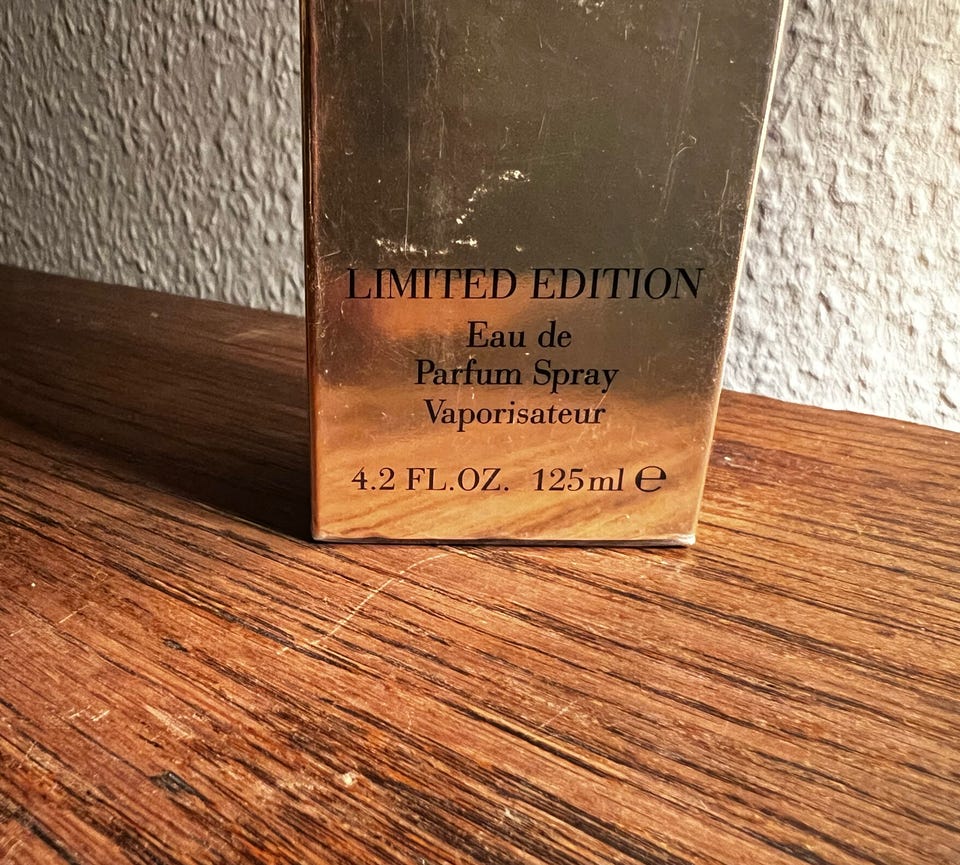 LIMITED EDITION
Eau de
Parfum Spray
Vaporisateur
4.2 FL.OZ. 125ml ℮